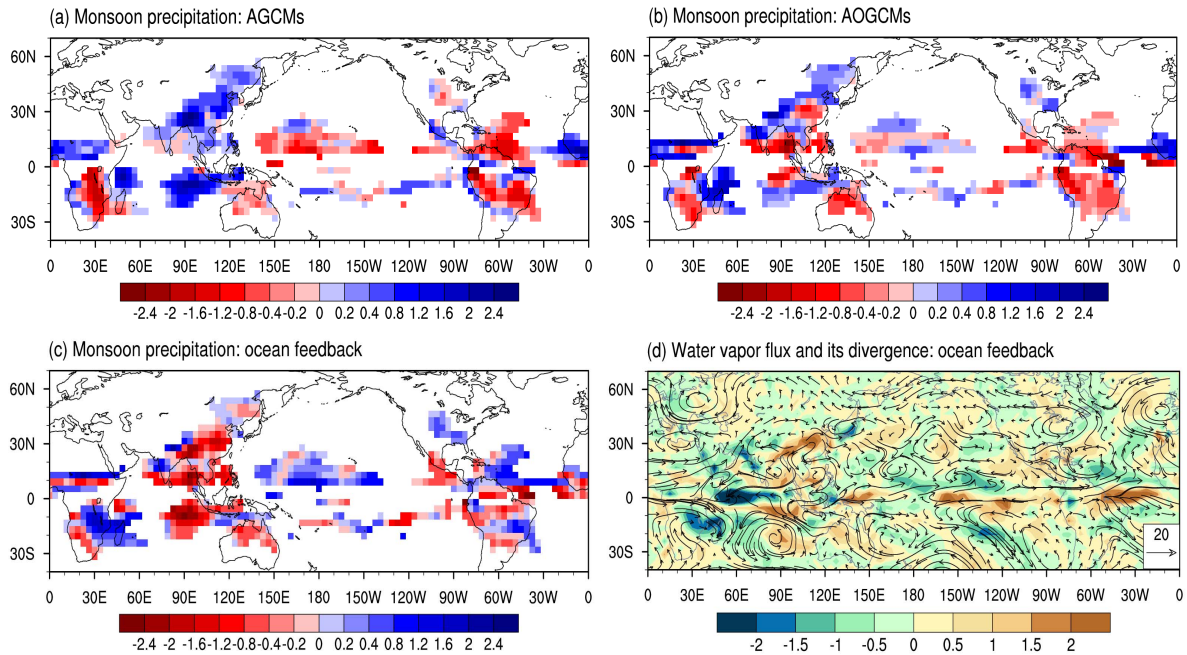 (a) Monsoon precipitation: AGCMs
60N
30N
0
30S
0 30E 60E 90E 120E 150E 180 150W 120W 90W 60W 30W 0
-2.4 -2 -1.6 -1.2 -0.8 -0.4 -0.2 0 0.2 0.4 0.8 1.2 1.6 2 2.4
(b) Monsoon precipitation: AOGCMs
60N
30N
0
30S
0 30E 60E 90E 120E 150E 180 150W 120W 90W 60W 30W 0
-2.4 -2 -1.6 -1.2 -0.8 -0.4 -0.2 0 0.2 0.4 0.8 1.2 1.6 2 2.4
(c) Monsoon precipitation: ocean feedback
60N
30N
0
30S
0 30E 60E 90E 120E 150E 180 150W 120W 90W 60W 30W 0
-2.4 -2 -1.6 -1.2 -0.8 -0.4 -0.2 0 0.2 0.4 0.8 1.2 1.6 2 2.4
(d) Water vapor flux and its divergence: ocean feedback
60N
30N
0
30S
20
0 30E 60E 90E 120E 150E 180 150W 120W 90W 60W 30W 0
-2 -1.5 -1 -0.5 0 0.5 1 1.5 2